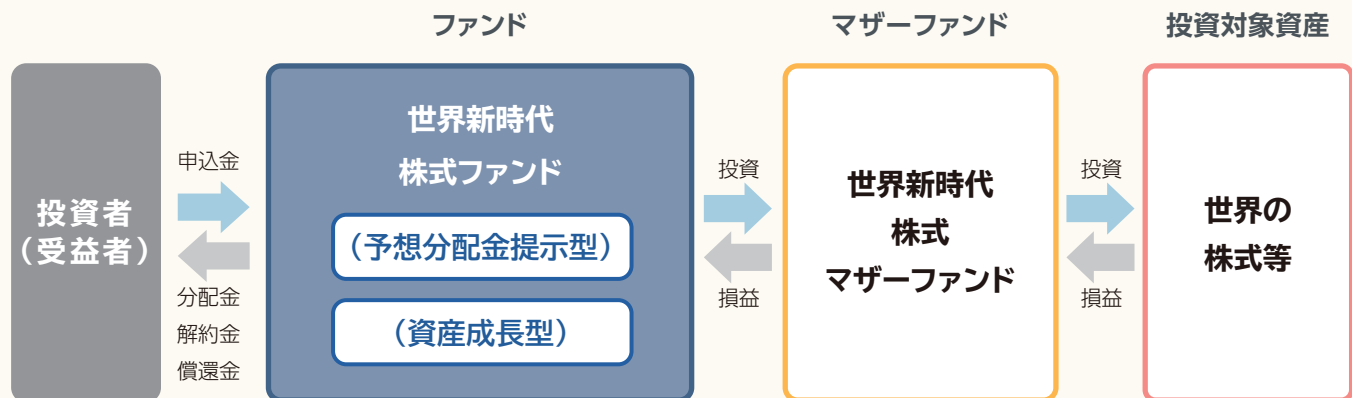 ファンド
マザーファンド
投資対象資産
投資者
（受益者）
申込金
分配金
解約金
償還金
世界新時代
株式ファンド
（予想分配金提示型）
（資産成長型）
投資
損益
世界新時代
株式
マザーファンド
投資
損益
世界の
株式等